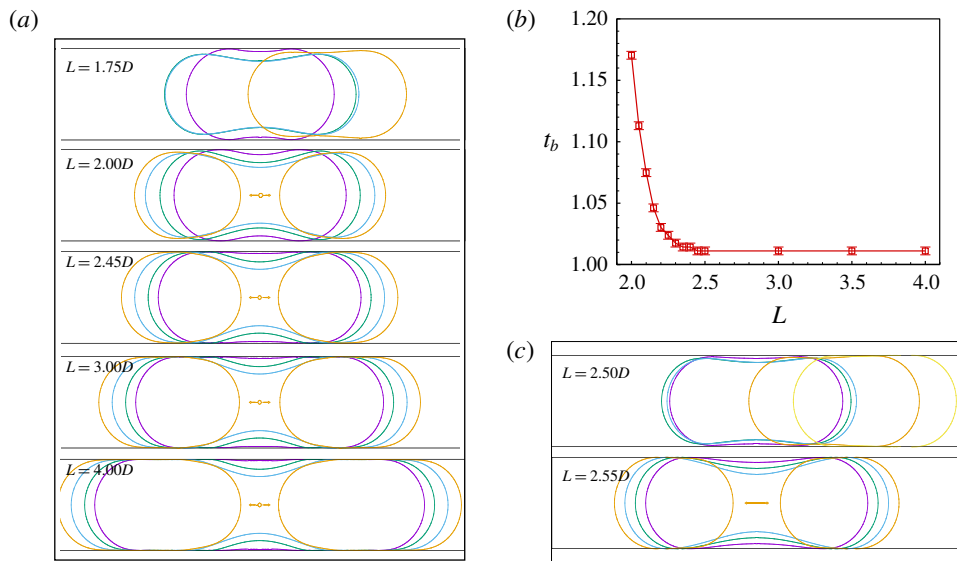 (a)
L = 1.75D
L = 2.00D
L = 2.45D
L = 3.00D
L = 4.00D
(b)
1.20
1.15
t_b
1.10
1.05
1.00
2.0 2.5 3.0 3.5 4.0
L
(c)
L = 2.50D
L = 2.55D